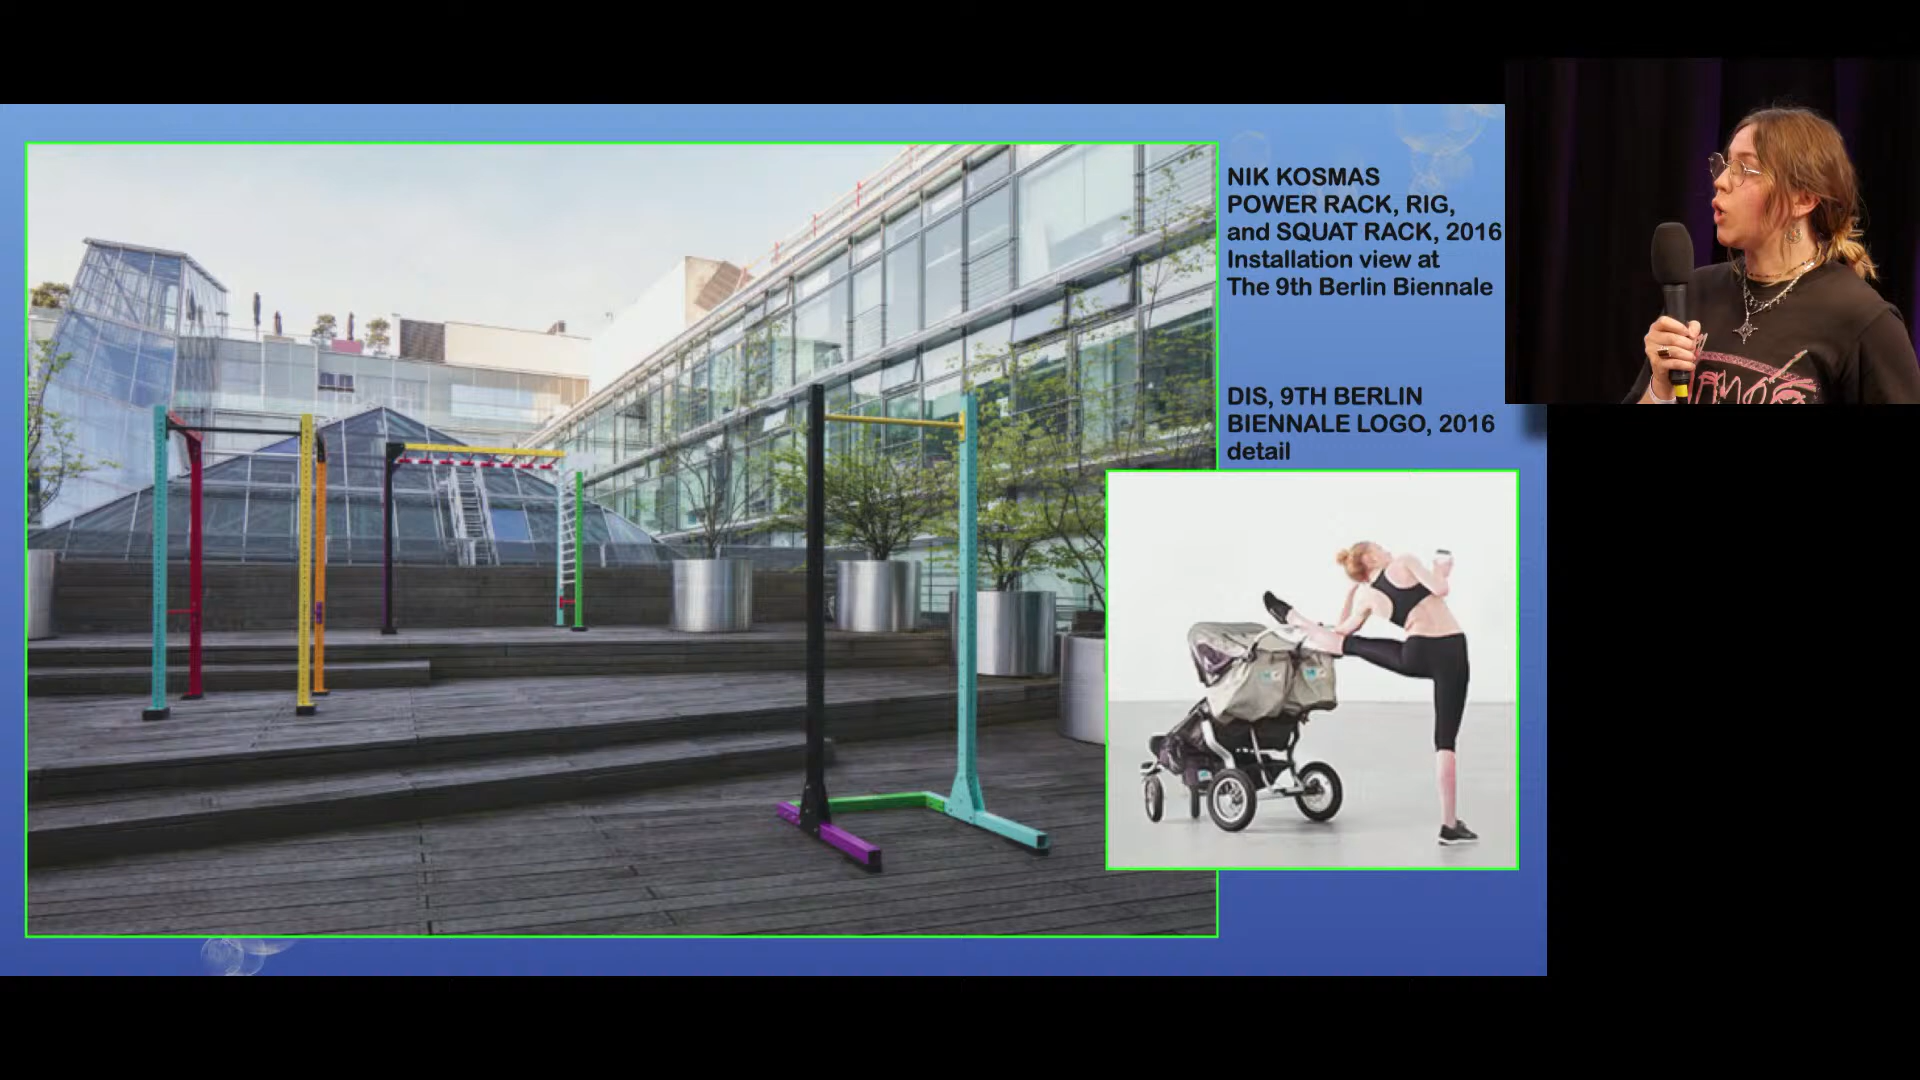 NIK KOSMAS
POWER RACK, RIG,
and SQUAT RACK, 2016
Installation view at
The 9th Berlin Biennale
DIS, 9TH BERLIN
BIENNALE LOGO, 2016
detail